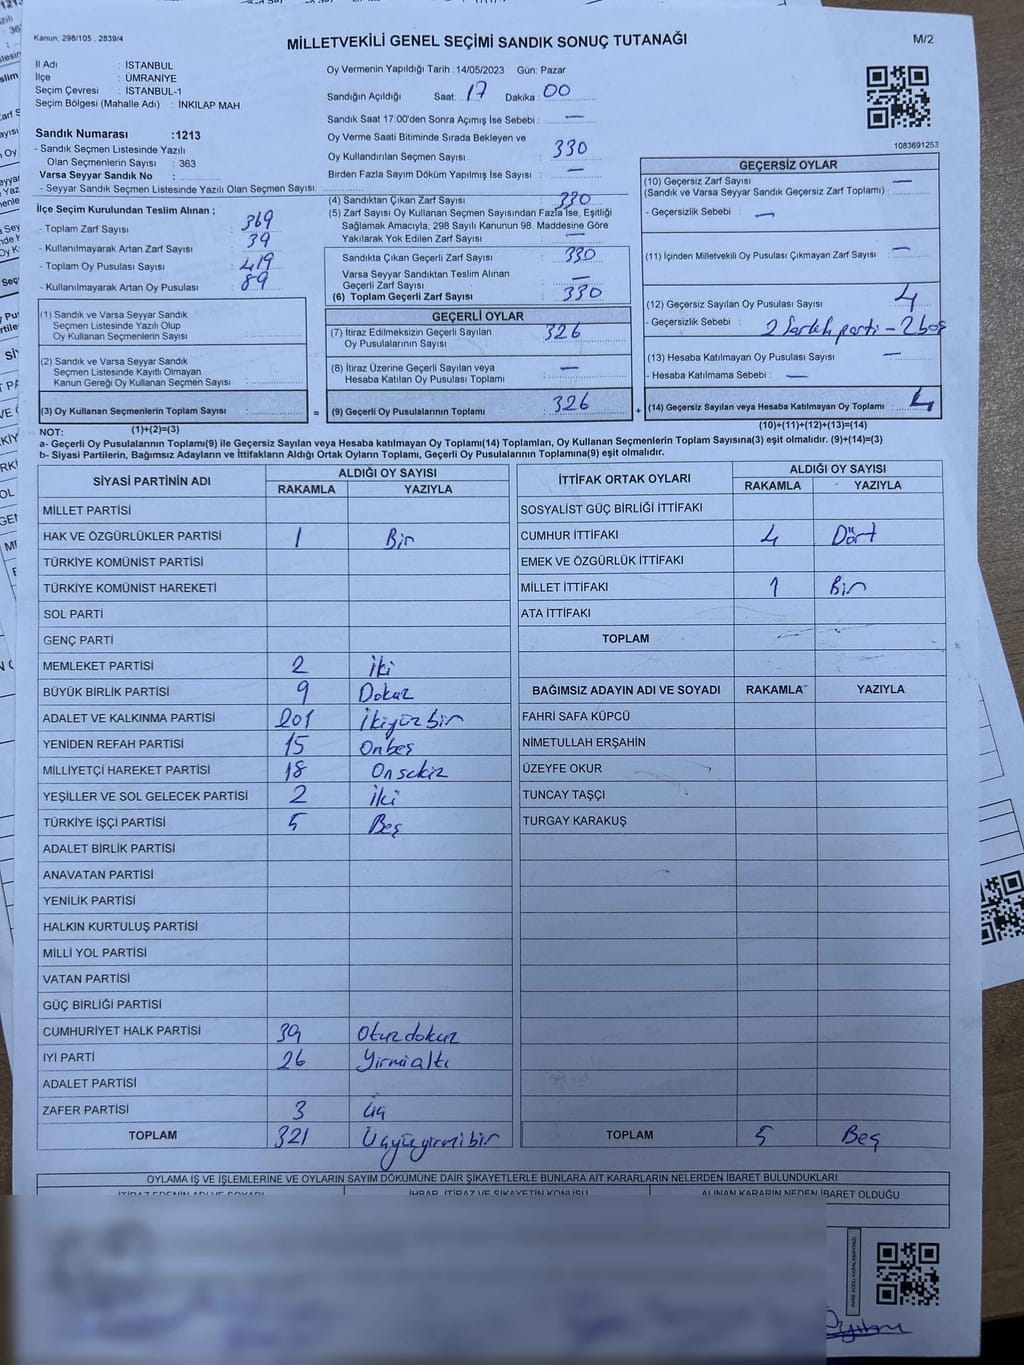 Kanun: 298/105 , 2839/4
MİLLETVEKİLİ GENEL SEÇİMİ SANDIK SONUÇ TUTANAĞI
M/2
İl Adı : İSTANBUL
İlçe : ÜMRANİYE
Seçim Çevresi : İSTANBUL-1
Seçim Bölgesi (Mahalle Adı) : İNKILAP MAH
Sandık Numarası :1213
- Sandık Seçmen Listesinde Yazılı
Olan Seçmenlerin Sayısı : 363
Varsa Seyyar Sandık No :
- Seyyar Sandık Seçmen Listesinde Yazılı Olan Seçmen Sayısı:
Oy Vermenin Yapıldığı Tarih :14/05/2023 Gün: Pazar
Sandığın Açıldığı Saat: 17 Dakika : 00
Sandık Saat 17:00'den Sonra Açımış İse Sebebi : —
Oy Verme Saati Bitiminde Sırada Bekleyen ve
Oy Kullandırılan Seçmen Sayısı : 330
Birden Fazla Sayım Döküm Yapılmış İse Sayısı : —
1083691253
İlçe Seçim Kurulundan Teslim Alınan ;
- Toplam Zarf Sayısı : 369
- Kullanılmayarak Artan Zarf Sayısı : 39
- Toplam Oy Pusulası Sayısı : 419
- Kullanılmayarak Artan Oy Pusulası : 89
(4) Sandıktan Çıkan Zarf Sayısı : 330
(5) Zarf Sayısı Oy Kullanan Seçmen Sayısından Fazla İse, Eşitliği
Sağlamak Amacıyla; 298 Sayılı Kanunun 98. Maddesine Göre
Yakılarak Yok Edilen Zarf Sayısı : —
Sandıkta Çıkan Geçerli Zarf Sayısı : 330
Varsa Seyyar Sandıktan Teslim Alınan
Geçerli Zarf Sayısı : —
(6) Toplam Geçerli Zarf Sayısı : 330
GEÇERSİZ OYLAR
(10) Geçersiz Zarf Sayısı : —
(Sandık ve Varsa Seyyar Sandık Geçersiz Zarf Toplamı) :
- Geçersizlik Sebebi : —
(11) İçinden Milletvekili Oy Pusulası Çıkmayan Zarf Sayısı : —
(12) Geçersiz Sayılan Oy Pusulası Sayısı : 4
- Geçersizlik Sebebi : 2 farklı parti - 2 boş
(13) Hesaba Katılmayan Oy Pusulası Sayısı : —
- Hesaba Katılmama Sebebi : —
(1) Sandık ve Varsa Seyyar Sandık
Seçmen Listesinde Yazılı Olup
Oy Kullanan Seçmenlerin Sayısı :
(2) Sandık ve Varsa Seyyar Sandık
Seçmen Listesinde Kayıtlı Olmayan
Kanun Gereği Oy Kullanan Seçmen Sayısı :
GEÇERLİ OYLAR
(7) İtiraz Edilmeksizin Geçerli Sayılan
Oy Pusulalarının Sayısı : 326
(8) İtiraz Üzerine Geçerli Sayılan veya
Hesaba Katılan Oy Pusulası Toplamı : —
(3) Oy Kullanan Seçmenlerin Toplam Sayısı : = (9) Geçerli Oy Pusulalarının Toplamı : 326 + (14) Geçersiz Sayılan veya Hesaba Katılmayan Oy Toplamı : 4
NOT: (1)+(2)=(3) (10)+(11)+(12)+(13)=(14)
a- Geçerli Oy Pusulalarının Toplamı(9) ile Geçersiz Sayılan veya Hesaba katılmayan Oy Toplamı(14) Toplamları, Oy Kullanan Seçmenlerin Toplam Sayısına(3) eşit olmalıdır. (9)+(14)=(3)
b- Siyasi Partilerin, Bağımsız Adayların ve İttifakların Aldığı Ortak Oyların Toplamı, Geçerli Oy Pusulalarının Toplamına(9) eşit olmalıdır.
SİYASİ PARTİNİN ADI ALDIĞI OY SAYISI
RAKAMLA YAZIYLA
MİLLET PARTİSİ
HAK VE ÖZGÜRLÜKLER PARTİSİ 1 Bir
TÜRKİYE KOMÜNİST PARTİSİ
TÜRKİYE KOMÜNİST HAREKETİ
SOL PARTİ
GENÇ PARTİ
MEMLEKET PARTİSİ 2 İki
BÜYÜK BİRLİK PARTİSİ 9 Dokuz
ADALET VE KALKINMA PARTİSİ 201 İkiyüzbir
YENİDEN REFAH PARTİSİ 15 Onbeş
MİLLİYETÇİ HAREKET PARTİSİ 18 Onsekiz
YEŞİLLER VE SOL GELECEK PARTİSİ 2 İki
TÜRKİYE İŞÇİ PARTİSİ 5 Beş
ADALET BİRLİK PARTİSİ
ANAVATAN PARTİSİ
YENİLİK PARTİSİ
HALKIN KURTULUŞ PARTİSİ
MİLLİ YOL PARTİSİ
VATAN PARTİSİ
GÜÇ BİRLİĞİ PARTİSİ
CUMHURİYET HALK PARTİSİ 39 Otuzdokuz
İYİ PARTİ 26 Yirmialtı
ADALET PARTİSİ
ZAFER PARTİSİ 3 Üç
TOPLAM 321 Üçyüzyirmibir
İTTİFAK ORTAK OYLARI ALDIĞI OY SAYISI
RAKAMLA YAZIYLA
SOSYALİST GÜÇ BİRLİĞİ İTTİFAKI
CUMHUR İTTİFAKI 4 Dört
EMEK VE ÖZGÜRLÜK İTTİFAKI
MİLLET İTTİFAKI 1 Bir
ATA İTTİFAKI
TOPLAM
BAĞIMSIZ ADAYIN ADI VE SOYADI RAKAMLA YAZIYLA
FAHRİ SAFA KÜPCÜ
NİMETULLAH ERŞAHİN
ÜZEYFE OKUR
TUNCAY TAŞÇI
TURGAY KARAKUŞ
TOPLAM 5 Beş
OYLAMA İŞ VE İŞLEMLERİNE VE OYLARIN SAYIM DÖKÜMÜNE DAİR ŞİKAYETLERLE BUNLARA AİT KARARLARIN NELERDEN İBARET BULUNDUKLARI
İTİRAZ EDENİN ADI VE SOYADI İHBAR, İTİRAZ VE ŞİKAYETİN KONUSU ALINAN KARARIN NEDEN İBARET OLDUĞU